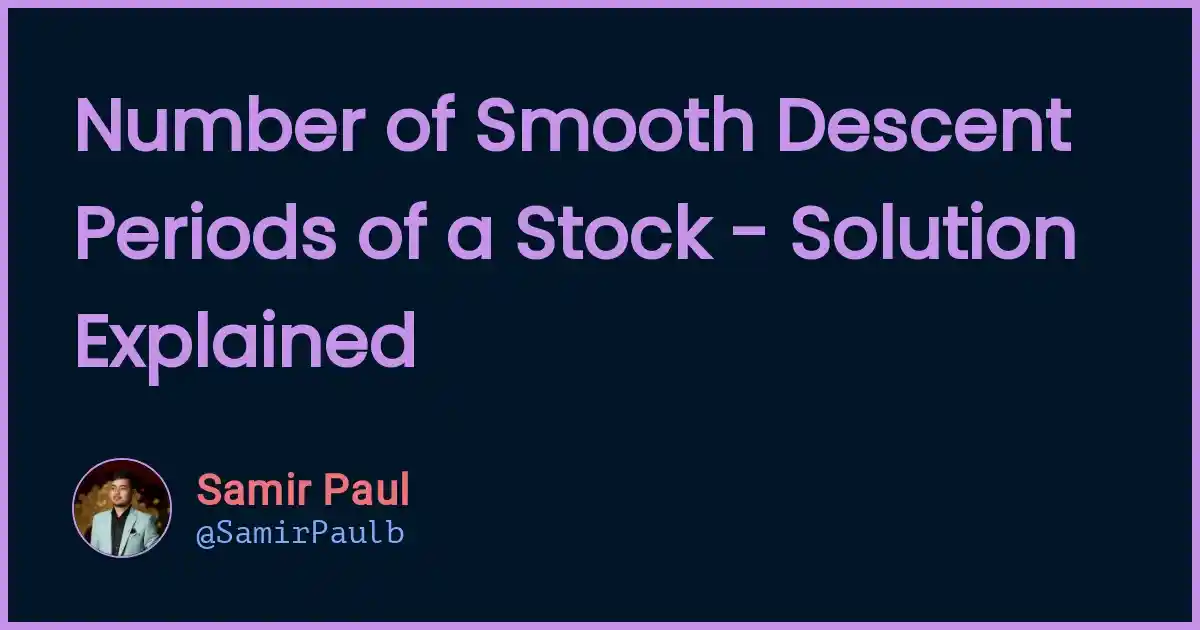 Number of Smooth Descent
Periods of a Stock - Solution
Explained
Samir Paul
@SamirPaulb